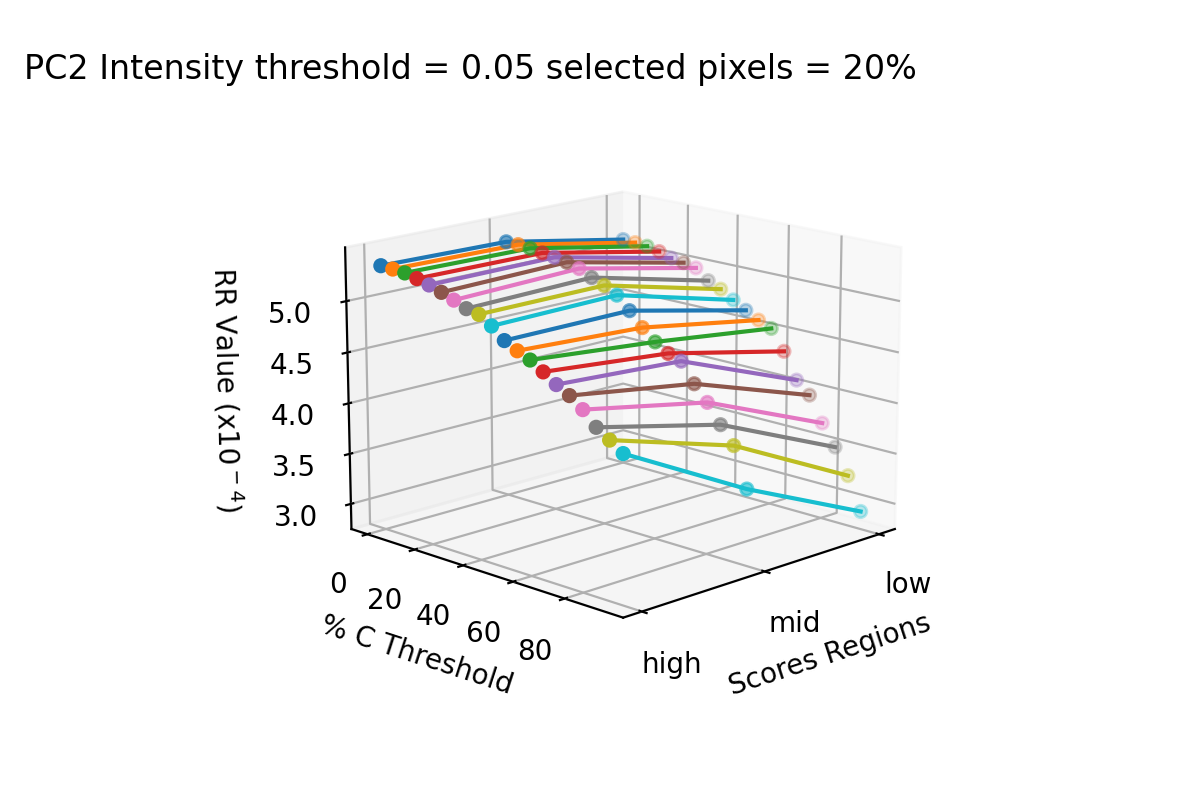 PC2 Intensity threshold = 0.05 selected pixels = 20%
RR Value (x10⁻⁴)
5.0
4.5
4.0
3.5
3.0
0
20
40
60
80
% C Threshold
high
mid
low
Scores Regions